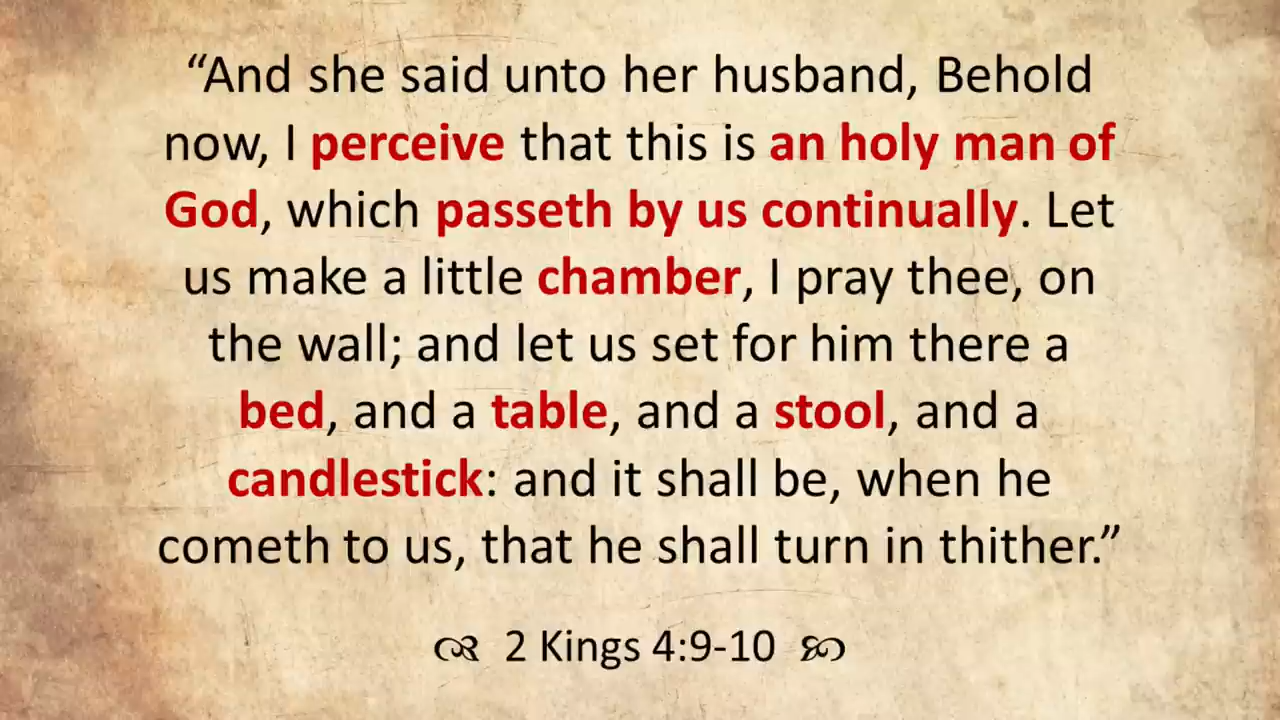 “And she said unto her husband, Behold
now, I perceive that this is an holy man of
God, which passeth by us continually. Let
us make a little chamber, I pray thee, on
the wall; and let us set for him there a
bed, and a table, and a stool, and a
candlestick: and it shall be, when he
cometh to us, that he shall turn in thither.”
2 Kings 4:9-10